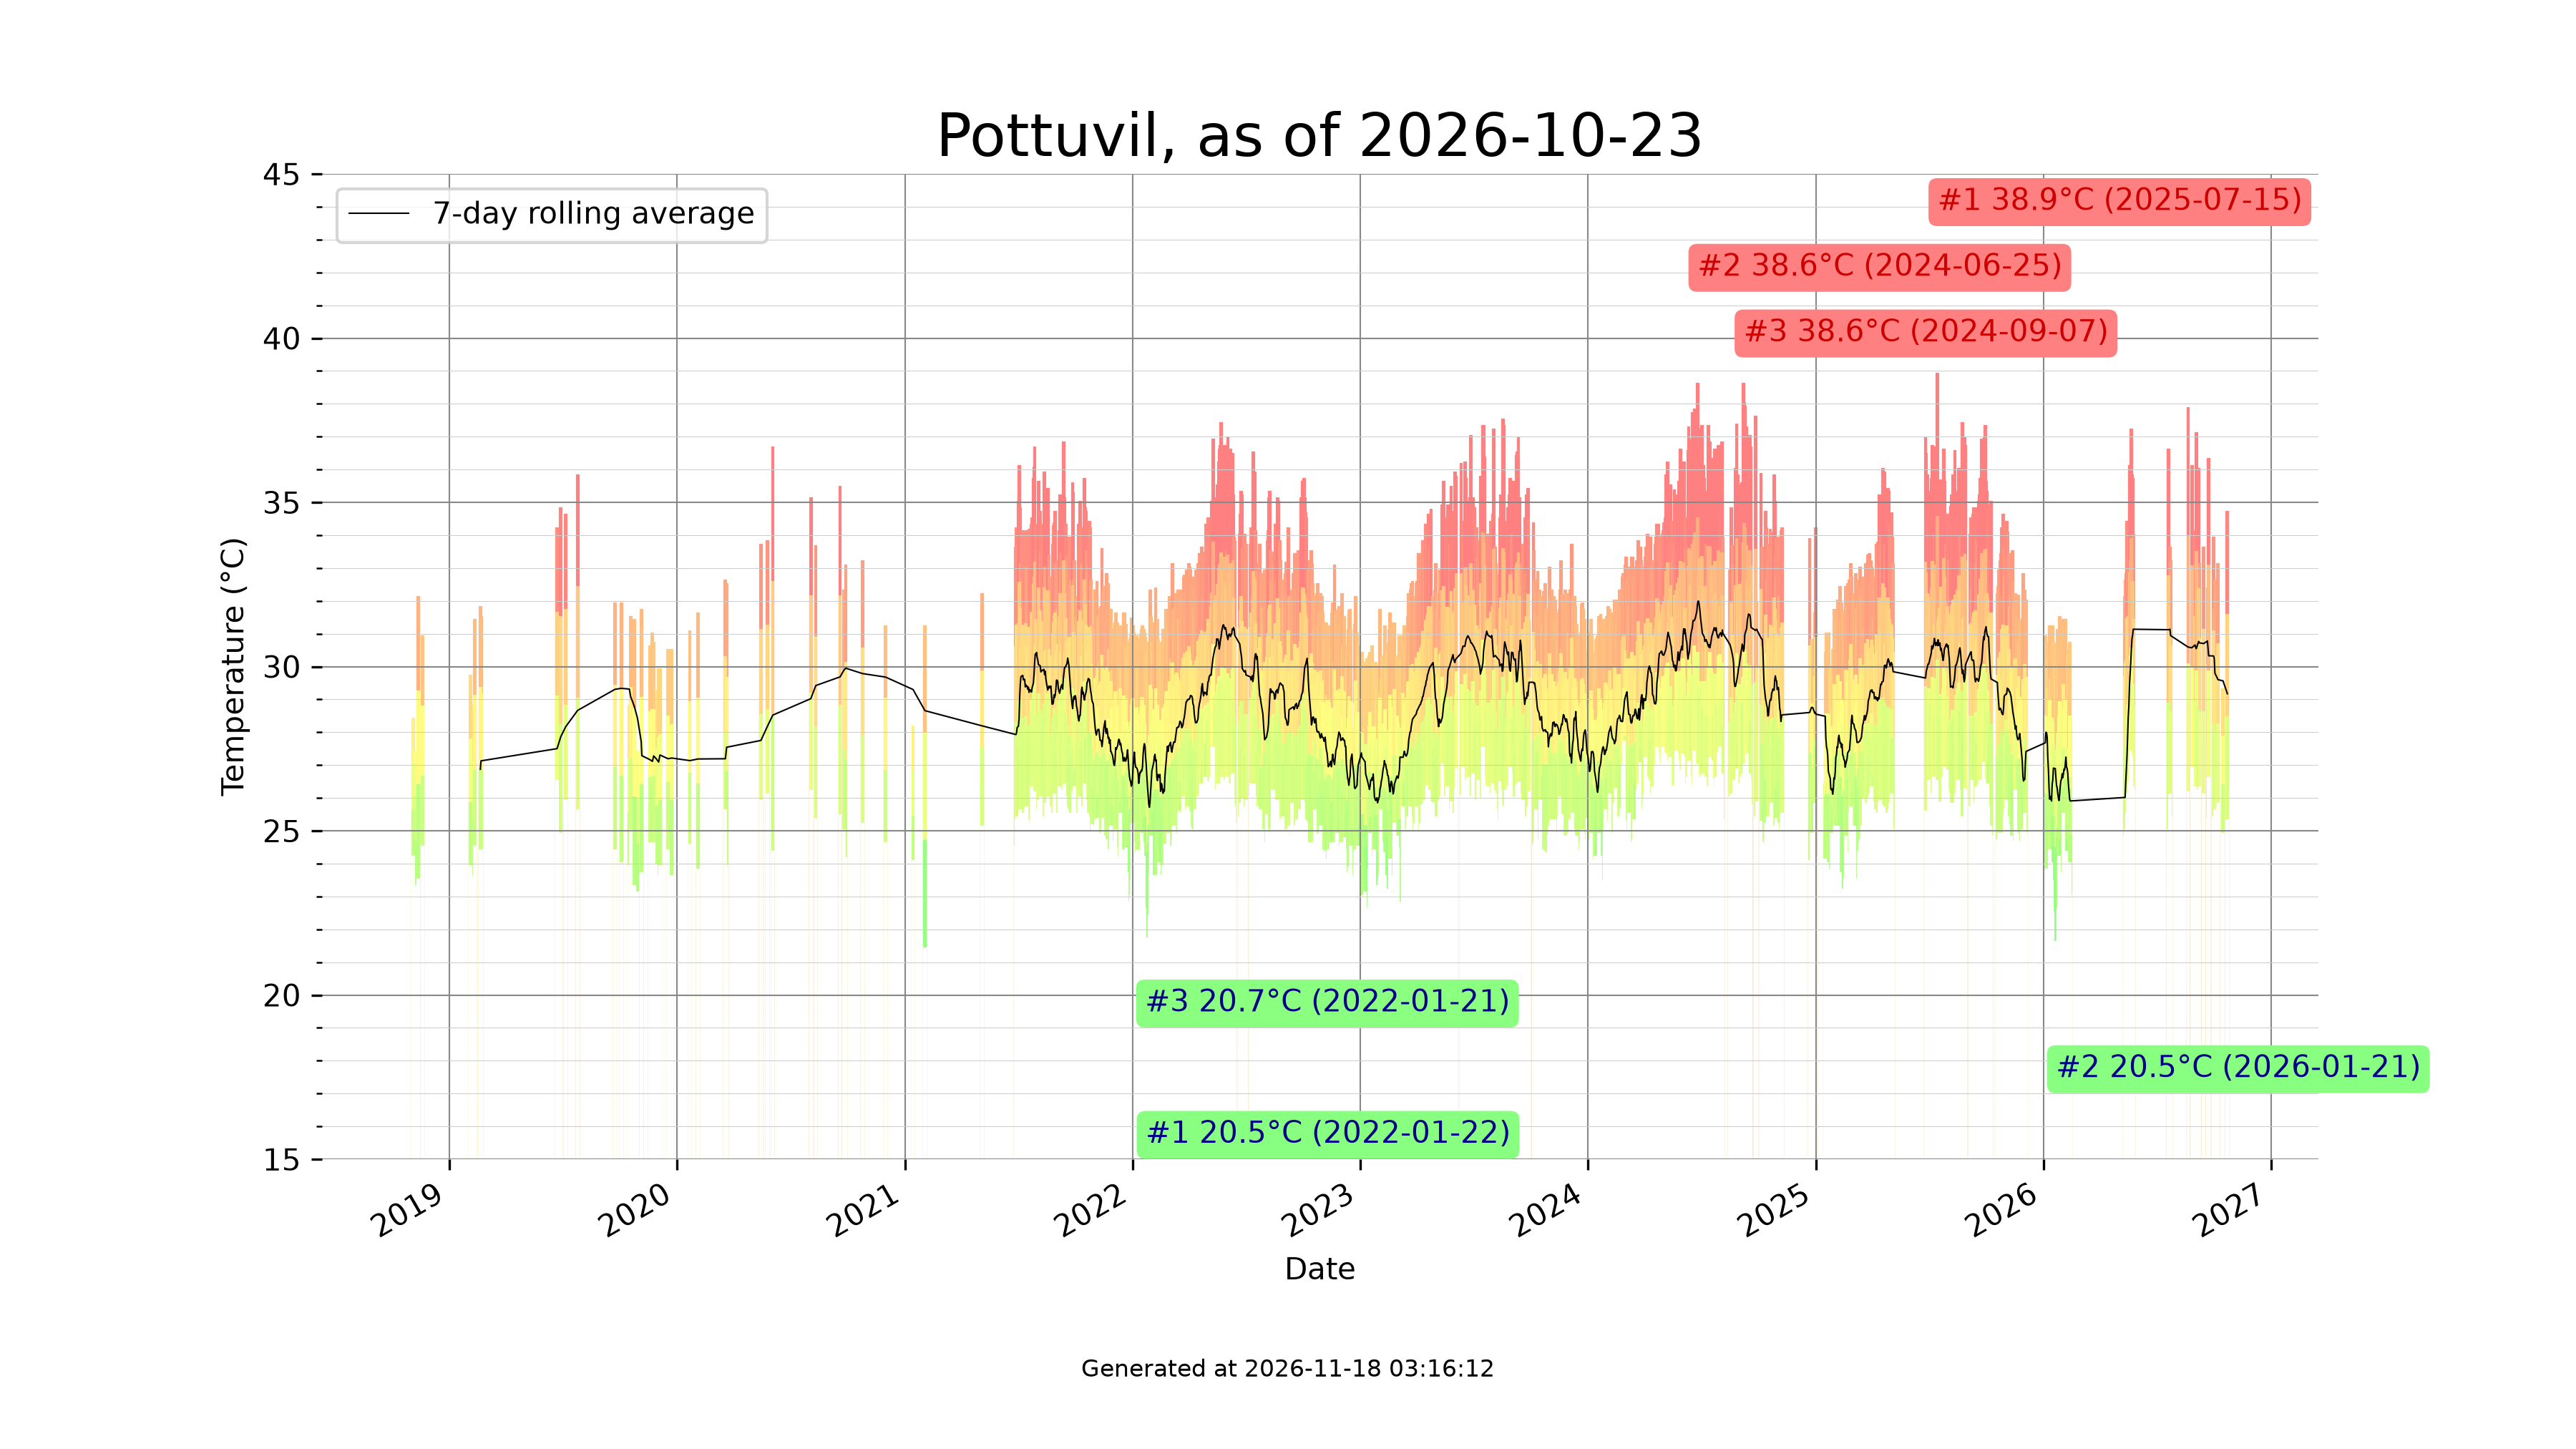 Pottuvil, as of 2026-10-23
45
7-day rolling average
#1 38.9°C (2025-07-15)
#2 38.6°C (2024-06-25)
#3 38.6°C (2024-09-07)
40
35
30
25
20
15
Temperature (°C)
#3 20.7°C (2022-01-21)
#2 20.5°C (2026-01-21)
#1 20.5°C (2022-01-22)
2019
2020
2021
2022
2023
2024
2025
2026
2027
Date
Generated at 2026-11-18 03:16:12